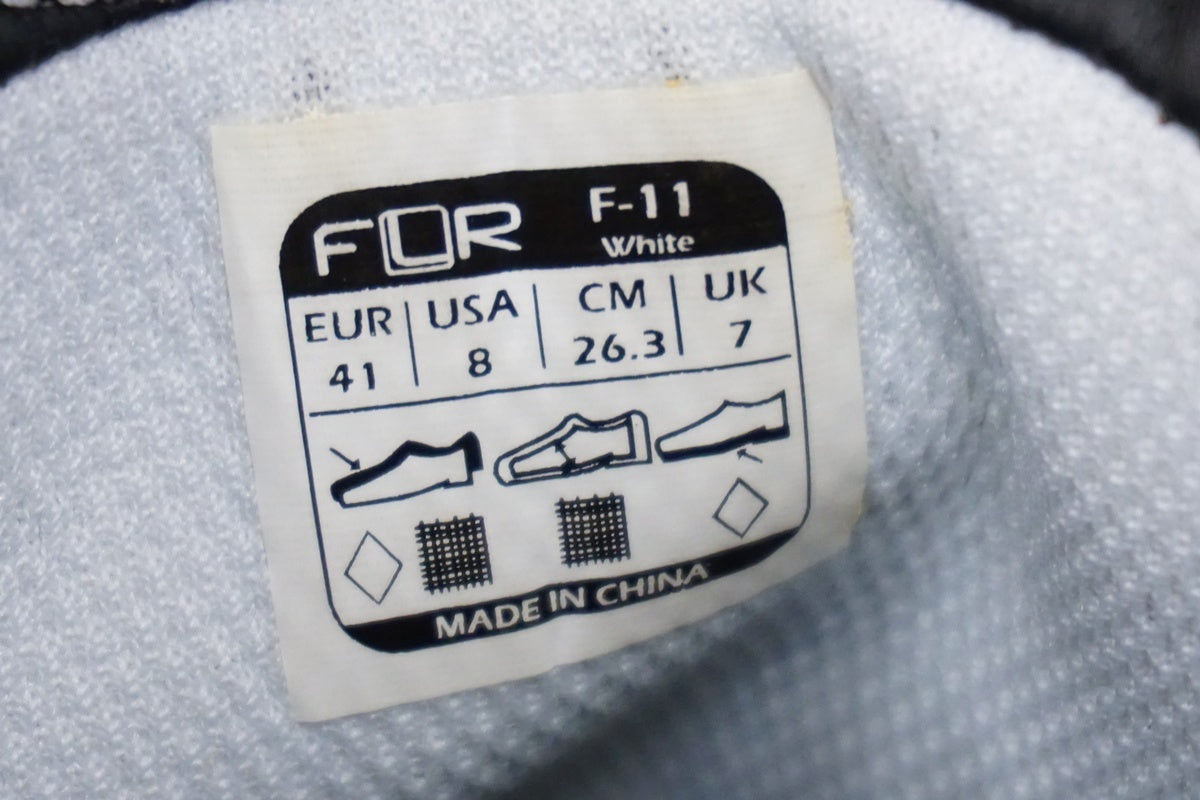 FLR F-11
White
EUR USA CM UK
41 8 26.3 7
MADE IN CHINA